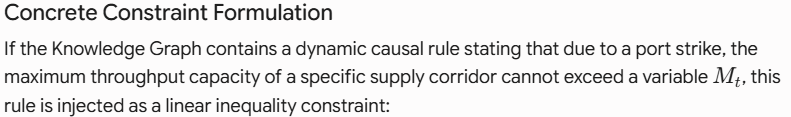 Concrete Constraint Formulation
If the Knowledge Graph contains a dynamic causal rule stating that due to a port strike, the
maximum throughput capacity of a specific supply corridor cannot exceed a variable Mₜ, this
rule is injected as a linear inequality constraint: